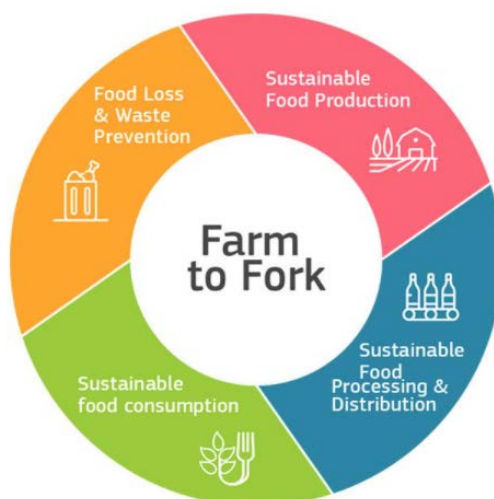 Food Loss
& Waste
Prevention
Sustainable
Food Production
Farm
to Fork
Sustainable
Food
Processing &
Distribution
Sustainable
food consumption